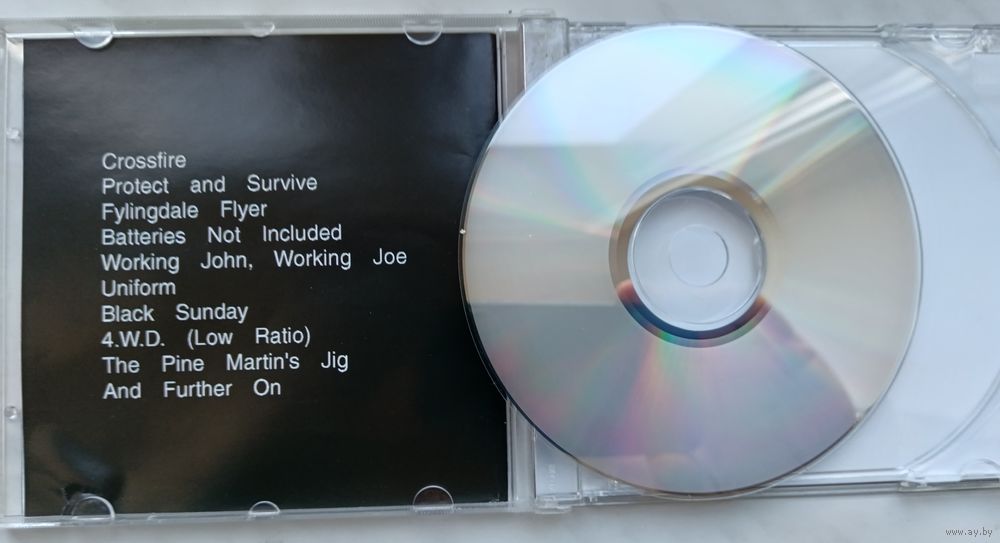 Crossfire
Protect and Survive
Fylingdale Flyer
Batteries Not Included
Working John, Working Joe
Uniform
Black Sunday
4.W.D. (Low Ratio)
The Pine Martin's Jig
And Further On
www.ay.by